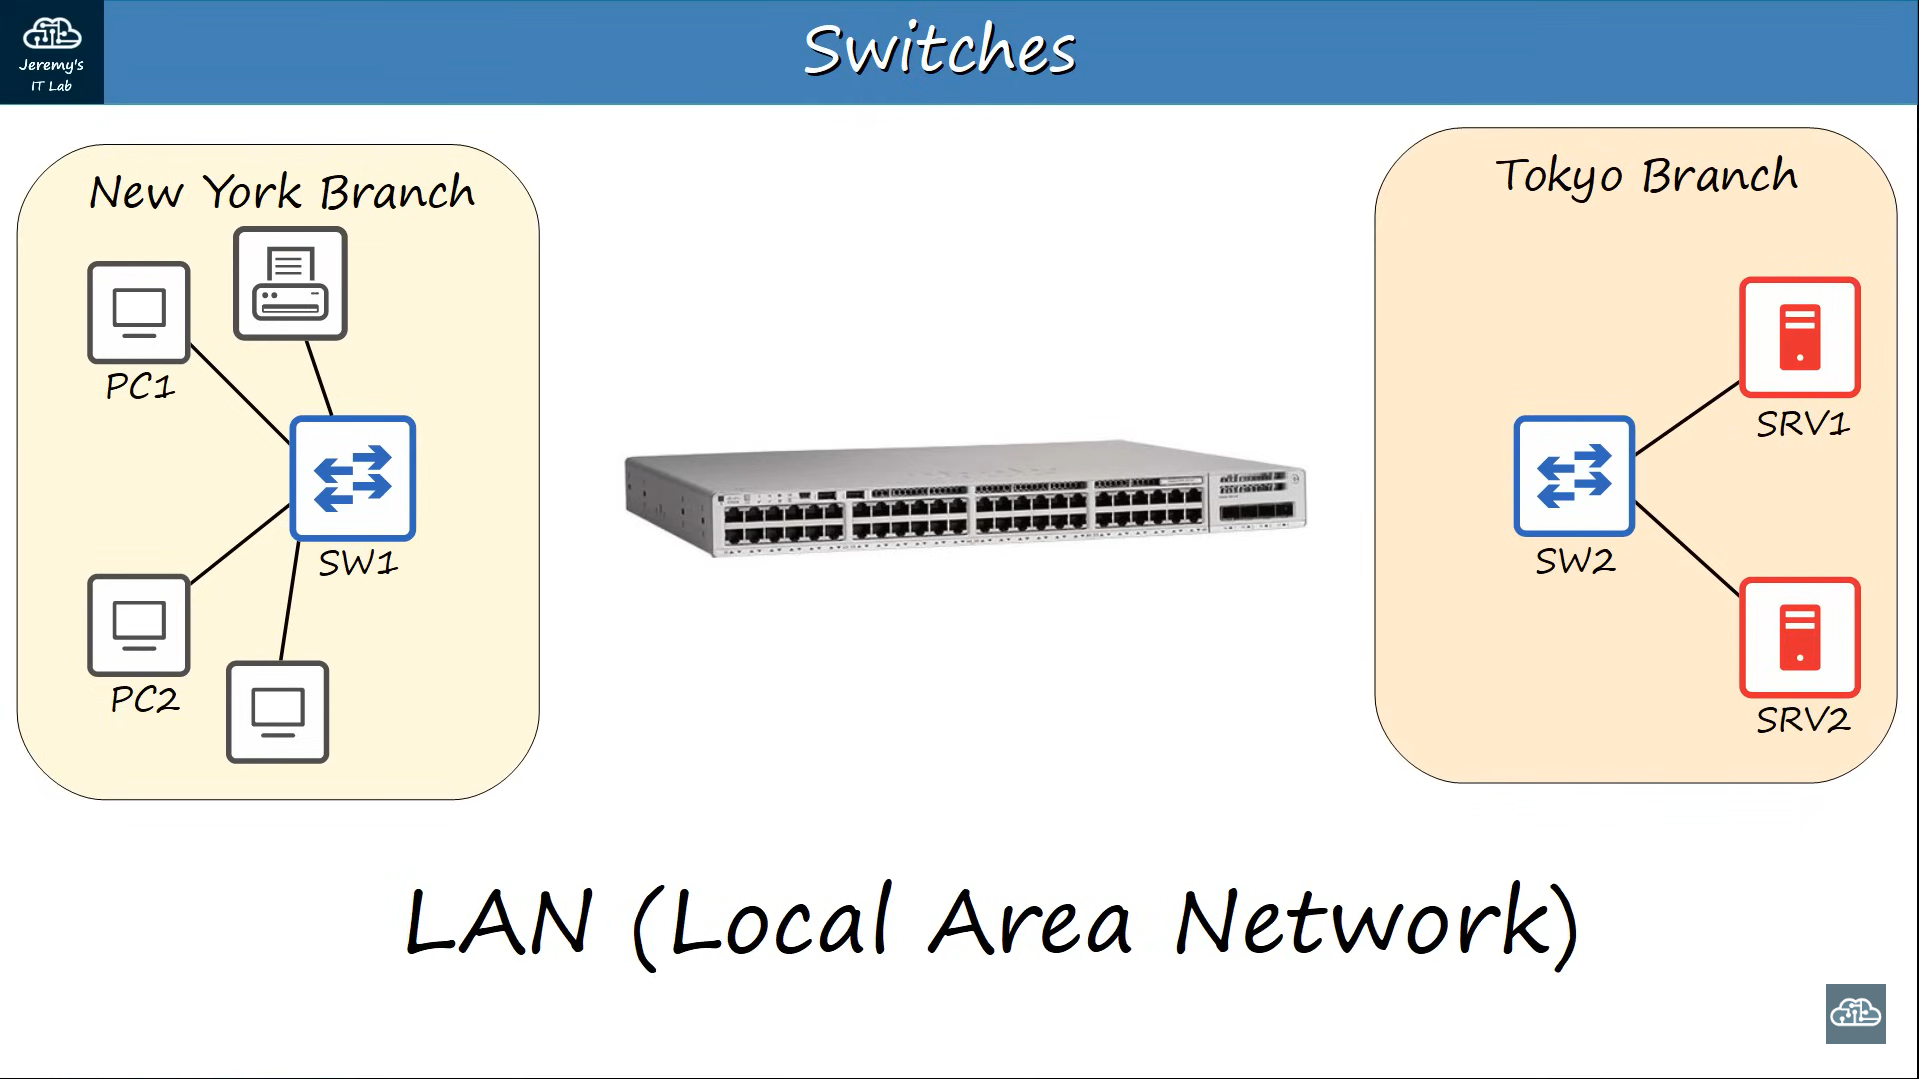 Jeremy's
IT Lab
Switches
New York Branch
PC1
SW1
PC2
Tokyo Branch
SRV1
SW2
SRV2
LAN (Local Area Network)